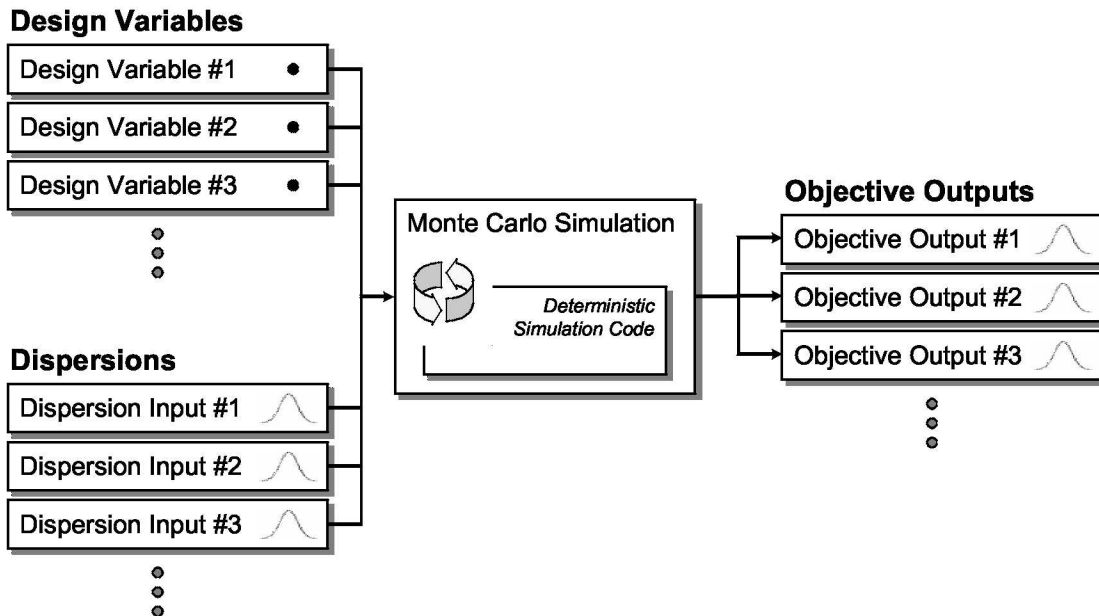 Design Variables
Design Variable #1
Design Variable #2
Design Variable #3
Dispersions
Dispersion Input #1
Dispersion Input #2
Dispersion Input #3
Monte Carlo Simulation
Deterministic
Simulation Code
Objective Outputs
Objective Output #1
Objective Output #2
Objective Output #3